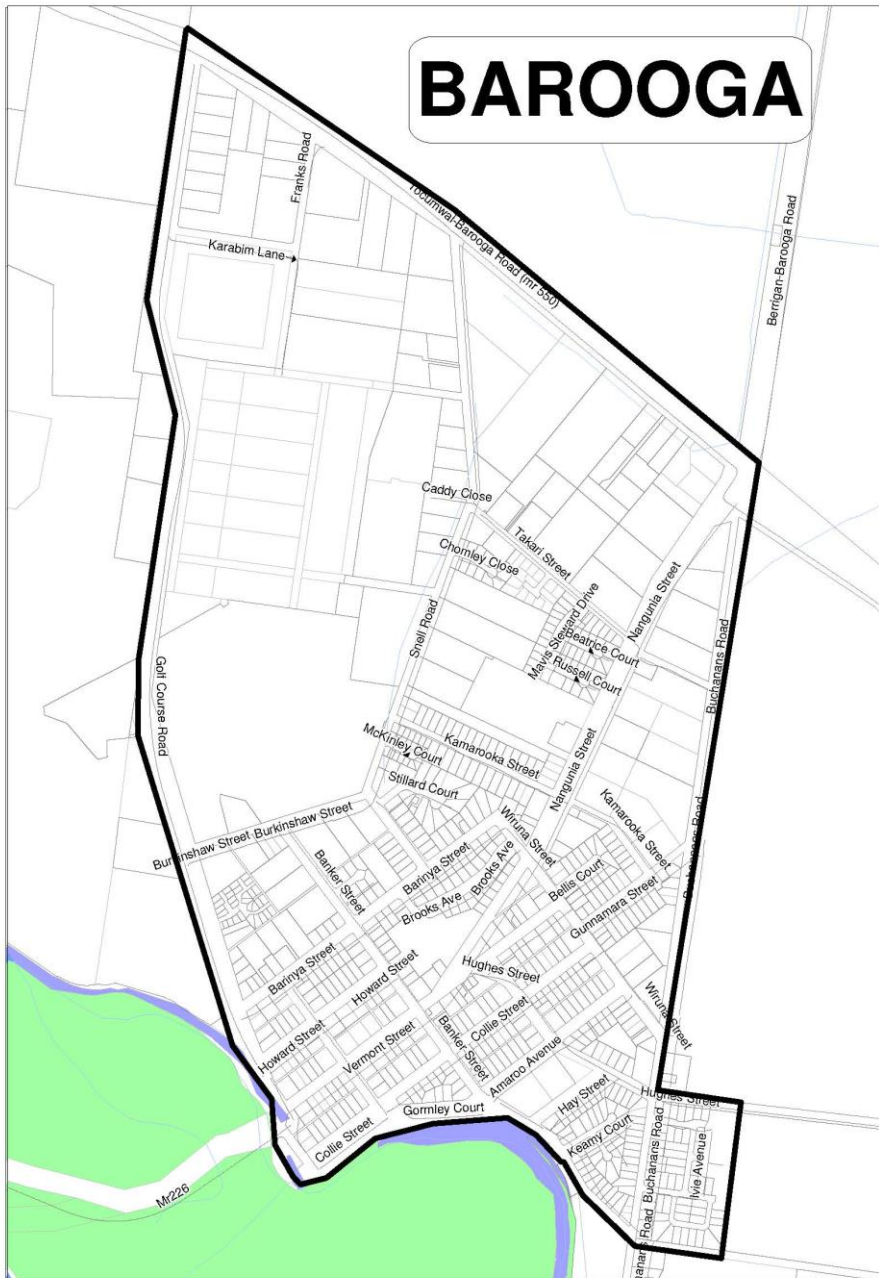 BAROOGA
Franks Road
Tocumwal-Barooga Road (mr 550)
Berrigan-Barooga Road
Karabim Lane
Caddy Close
Takari Street
Chomley Close
Mavis Steward Drive
Nangunia Street
Snell Road
Beatrice Court
Russell Court
Buchanans Road
Golf Course Road
McKinley Court
Kamarooka Street
Nangunia Street
Stillard Court
Kamarooka Street
Burkinshaw Street
Burkinshaw Street
Wiruna Street
Buchanans Road
Banker Street
Barinya Street
Brooks Ave
Brooks Ave
Bellis Court
Gunnamara Street
Barinya Street
Howard Street
Hughes Street
Wiruna Street
Howard Street
Vermont Street
Banker Street
Collie Street
Amaroo Avenue
Hay Street
Hughes Street
Gormley Court
Collie Street
Keamy Court
Buchanans Road
Ivie Avenue
Mr226
anans Road